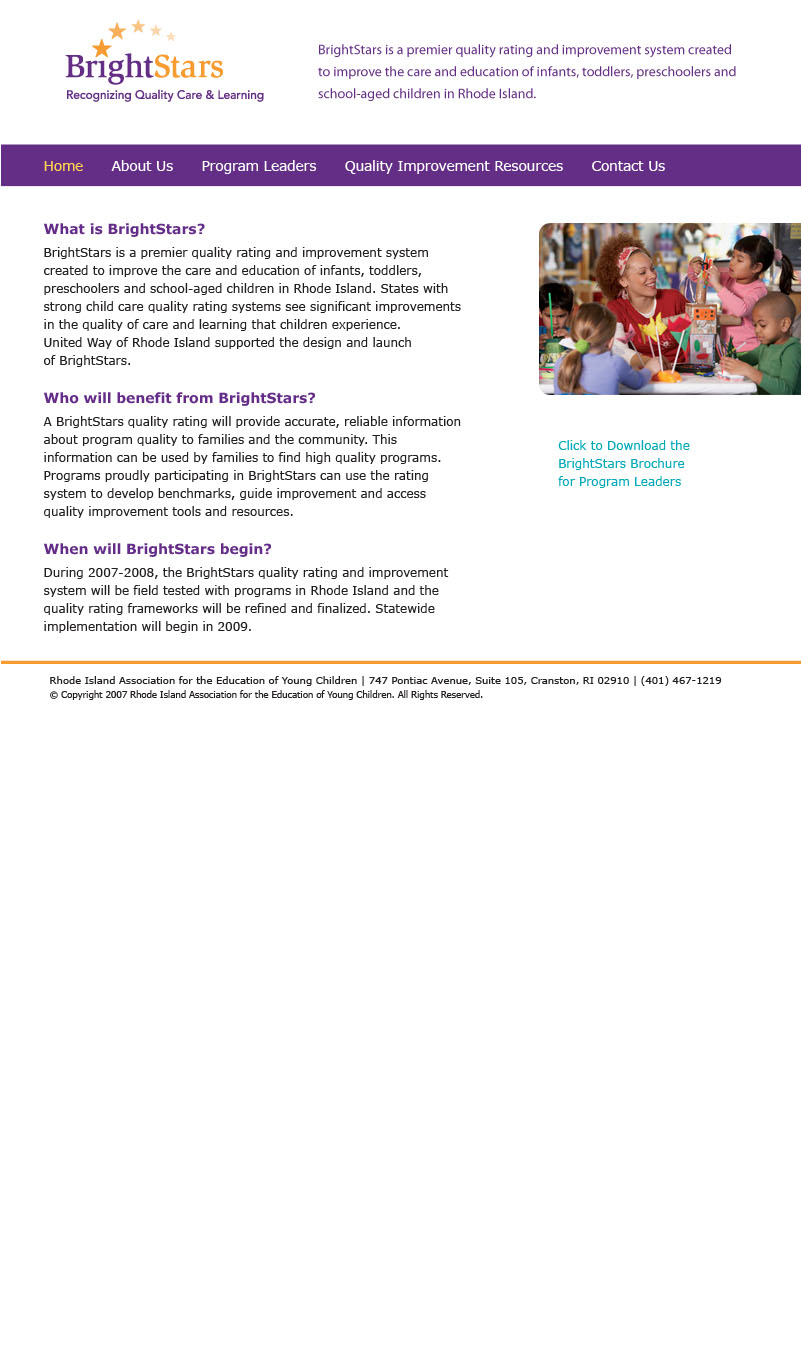 BrightStars
Recognizing Quality Care & Learning
BrightStars is a premier quality rating and improvement system created
to improve the care and education of infants, toddlers, preschoolers and
school-aged children in Rhode Island.
Home About Us Program Leaders Quality Improvement Resources Contact Us
What is BrightStars?
BrightStars is a premier quality rating and improvement system
created to improve the care and education of infants, toddlers,
preschoolers and school-aged children in Rhode Island. States with
strong child care quality rating systems see significant improvements
in the quality of care and learning that children experience.
United Way of Rhode Island supported the design and launch
of BrightStars.
Who will benefit from BrightStars?
A BrightStars quality rating will provide accurate, reliable information
about program quality to families and the community. This
information can be used by families to find high quality programs.
Programs proudly participating in BrightStars can use the rating
system to develop benchmarks, guide improvement and access
quality improvement tools and resources.
When will BrightStars begin?
During 2007-2008, the BrightStars quality rating and improvement
system will be field tested with programs in Rhode Island and the
quality rating frameworks will be refined and finalized. Statewide
implementation will begin in 2009.
Click to Download the
BrightStars Brochure
for Program Leaders
Rhode Island Association for the Education of Young Children | 747 Pontiac Avenue, Suite 105, Cranston, RI 02910 | (401) 467-1219
© Copyright 2007 Rhode Island Association for the Education of Young Children. All Rights Reserved.